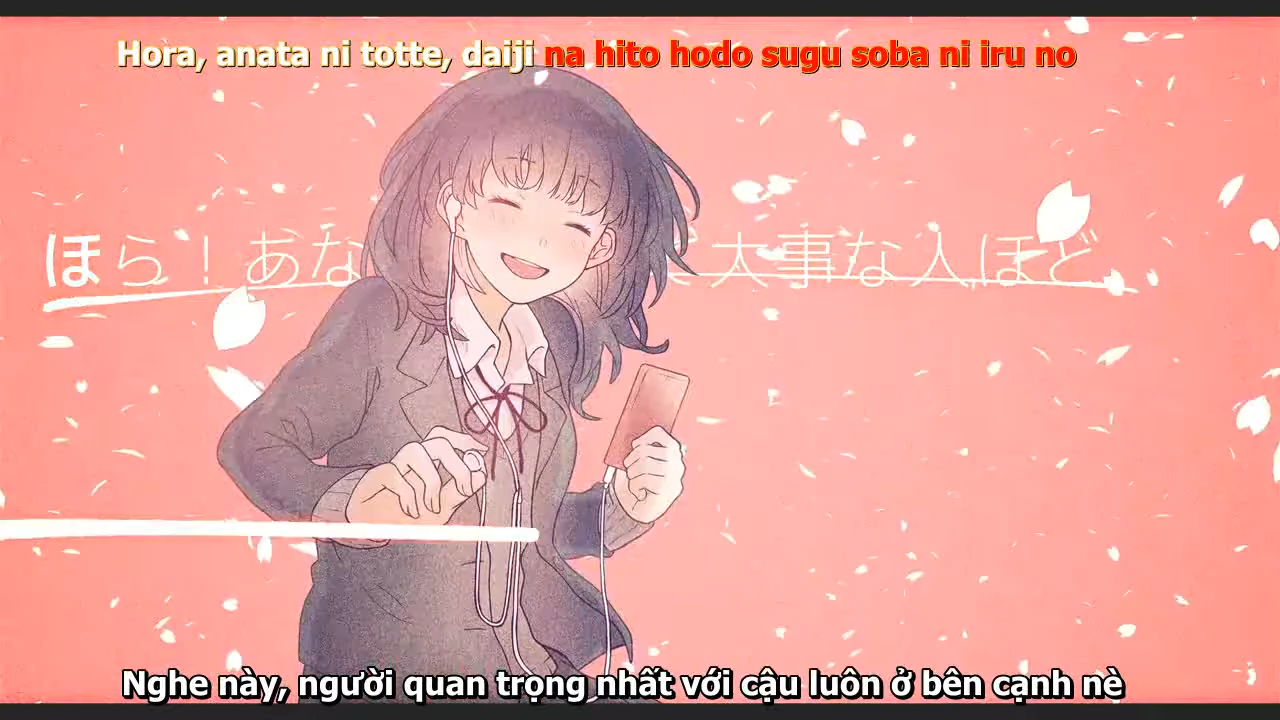 Hora, anata ni totte, daiji na hito hodo sugu soba ni iru no
ほら！あな 大事な人ほど
Nghe này, người quan trọng nhất với cậu luôn ở bên cạnh nè